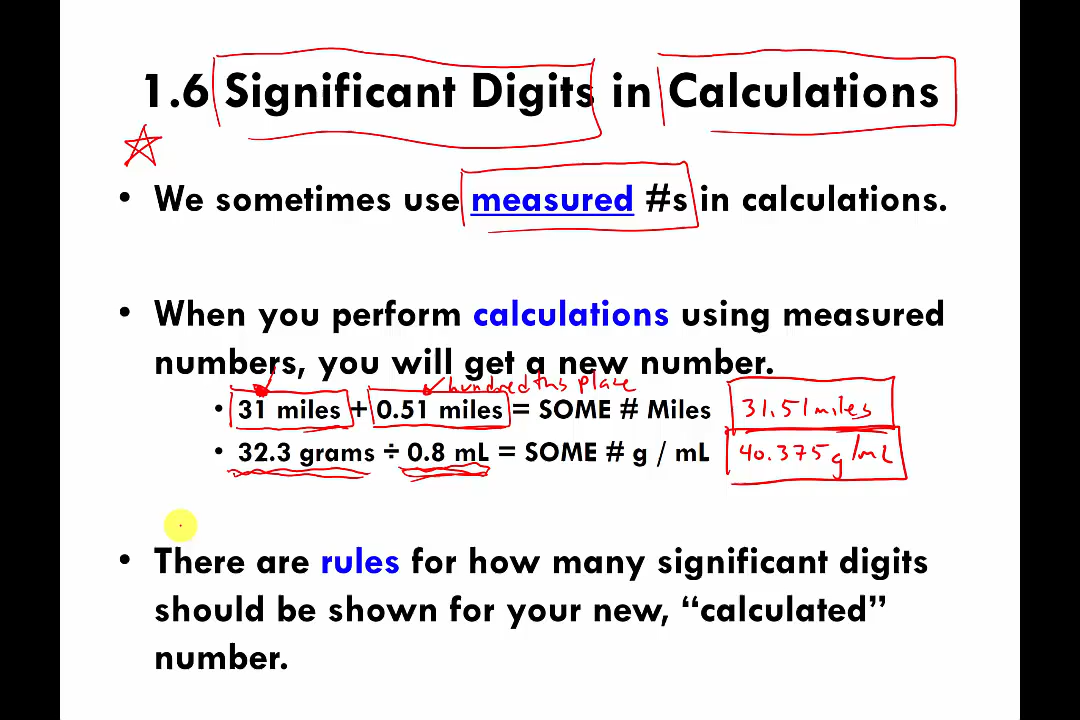 1.6 Significant Digits in Calculations
• We sometimes use measured #s in calculations.
• When you perform calculations using measured
numbers, you will get a new number.
hundredths place
• 31 miles + 0.51 miles = SOME # Miles 31.51 miles
• 32.3 grams ÷ 0.8 mL = SOME # g / mL 40.375 g/mL
• There are rules for how many significant digits
should be shown for your new, “calculated”
number.